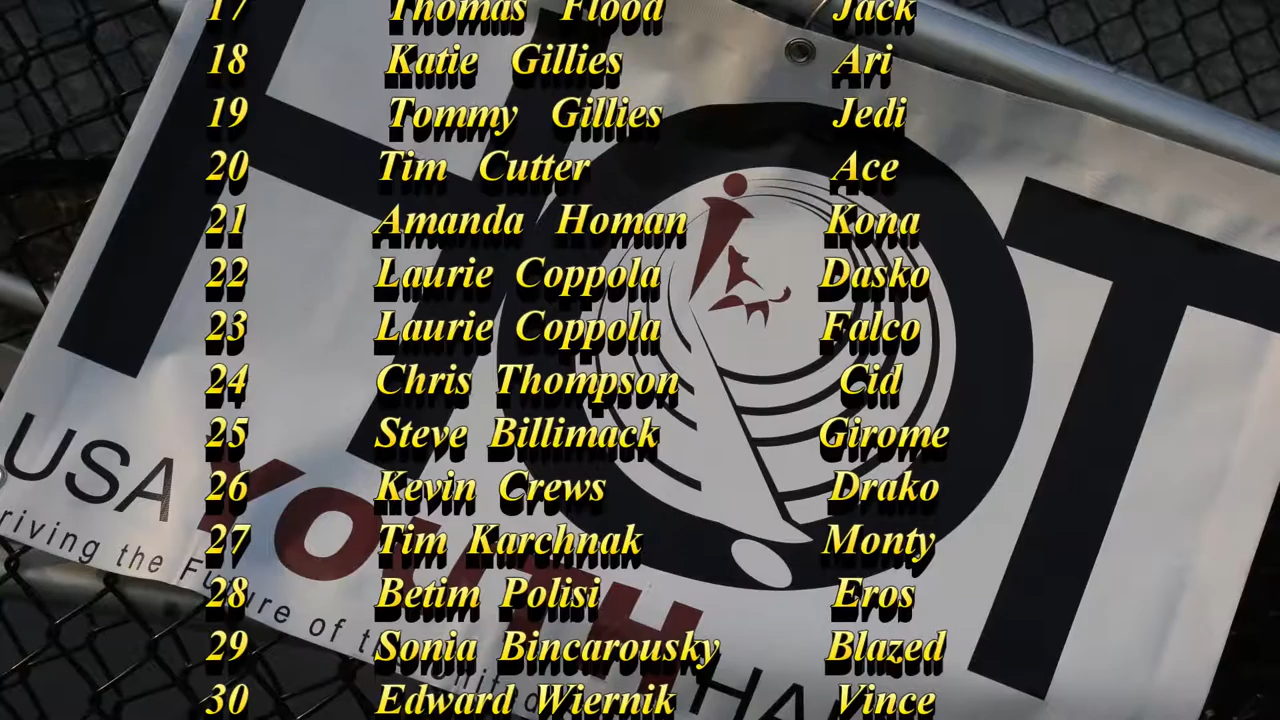 17 Thomas Flood Jack
18 Katie Gillies Ari
19 Tommy Gillies Jedi
20 Tim Cutter Ace
21 Amanda Homan Kona
22 Laurie Coppola Dasko
23 Laurie Coppola Falco
24 Chris Thompson Cid
25 Steve Billimack Girome
26 Kevin Crews Drako
27 Tim Karchnak Monty
28 Betim Polisi Eros
29 Sonia Bincarousky Blazed
30 Edward Wiernik Vince
HOT
USA YOUTH HA
riving the Future of t